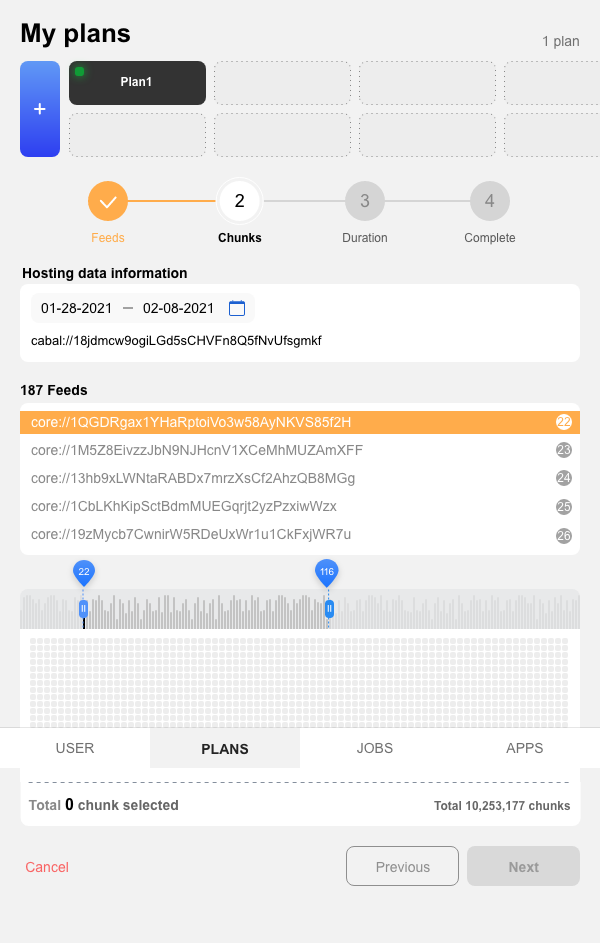 My plans
1 plan
+
Plan1
2
3
4
Feeds
Chunks
Duration
Complete
Hosting data information
01-28-2021 — 02-08-2021
cabal://18jdmcw9ogiLGd5sCHVFn8Q5fNvUfsgmkf
187 Feeds
core://1QGDRgax1YHaRptoiVo3w58AyNKVS85f2H 22
core://1M5Z8EivzzJbN9NJHcnV1XCeMhMUZAmXFF 23
core://13hb9xLWNtaRABDx7mrzXsCf2AhzQB8MGg 24
core://1CbLKhKipSctBdmMUEGqrjt2yzPzxiwWzx 25
core://19zMycb7CwnirW5RDeUxWr1u1CkFxjWR7u 26
22
116
USER
PLANS
JOBS
APPS
Total 0 chunk selected
Total 10,253,177 chunks
Cancel
Previous
Next